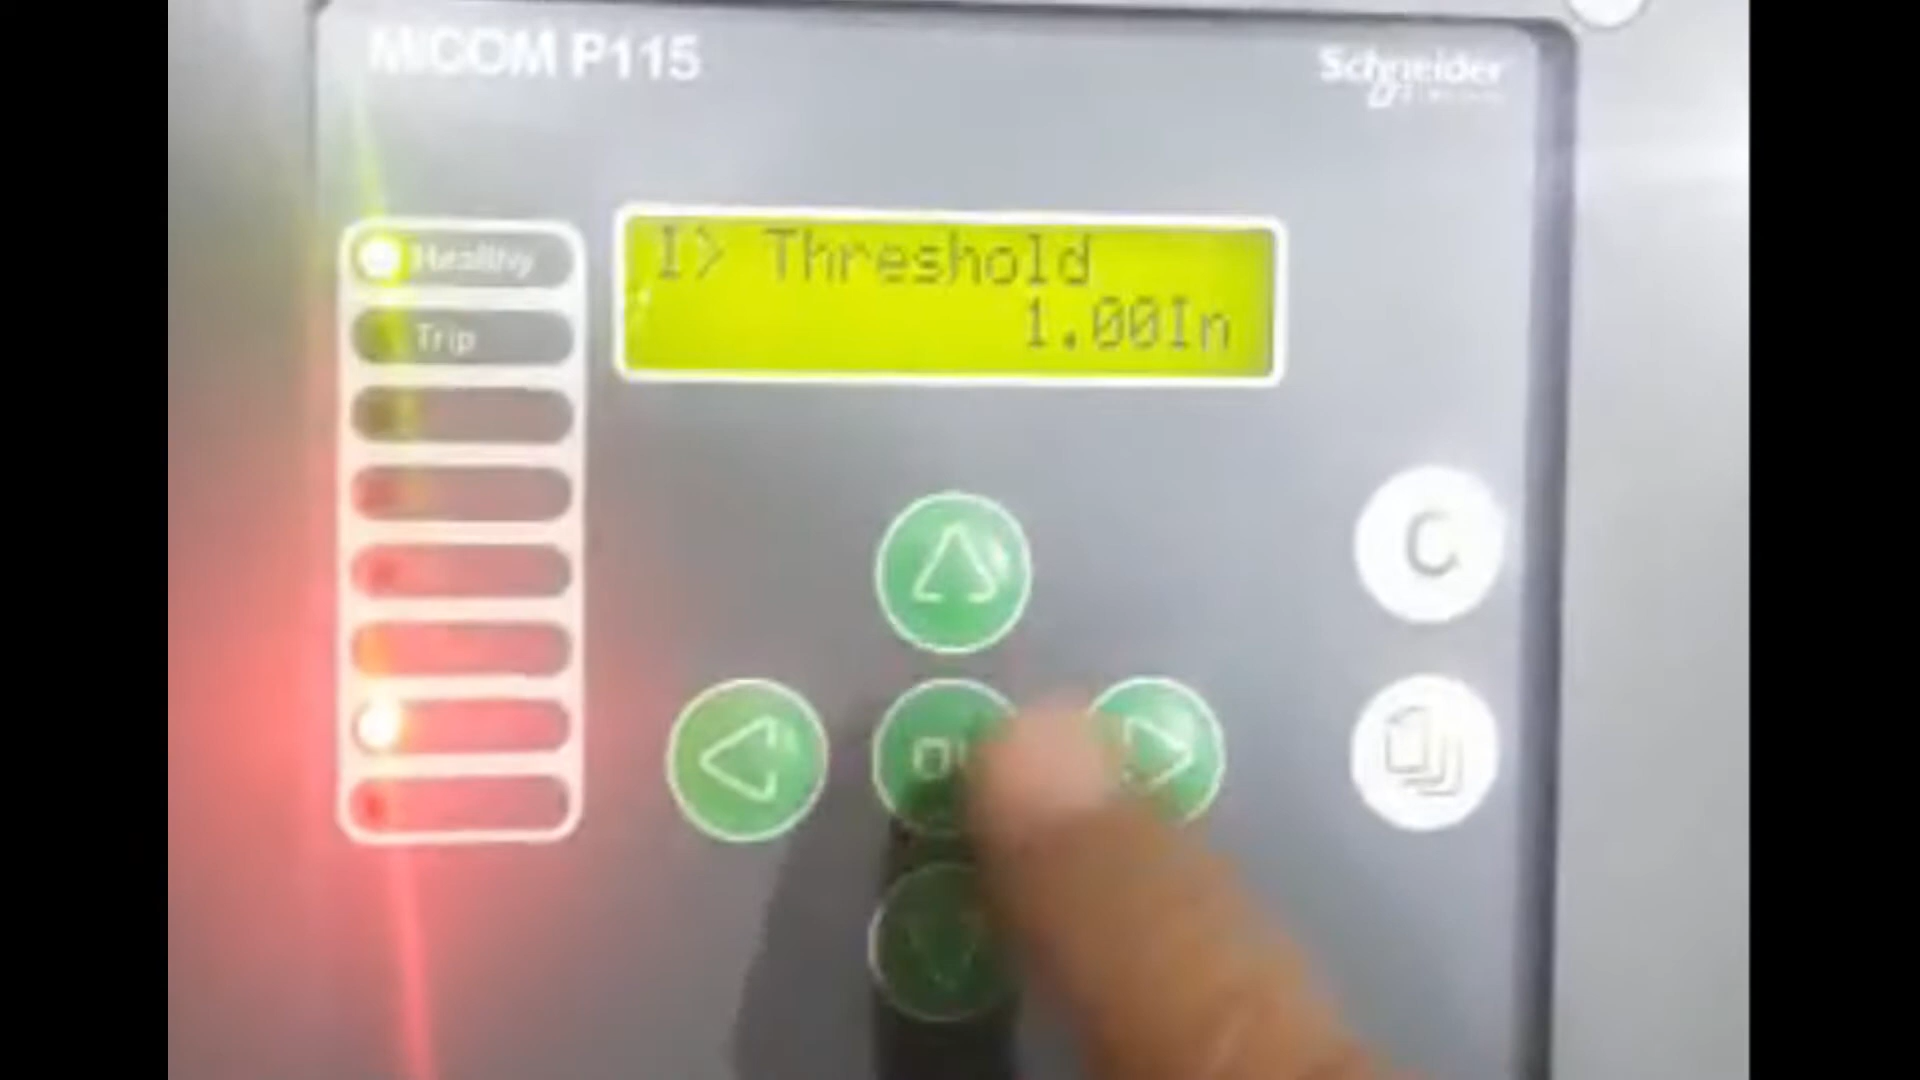 MiCOM P115
Schneider
Healthy
Trip
I> Threshold
1.00In
C